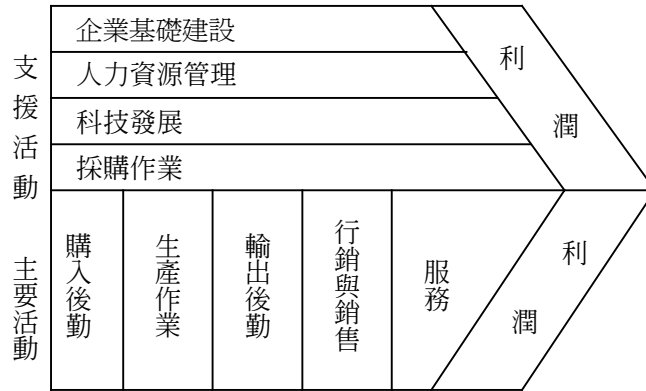 支援活動
企業基礎建設
人力資源管理
科技發展
採購作業
利潤
主要活動
購入後勤
生產作業
輸出後勤
行銷與銷售
服務
利潤